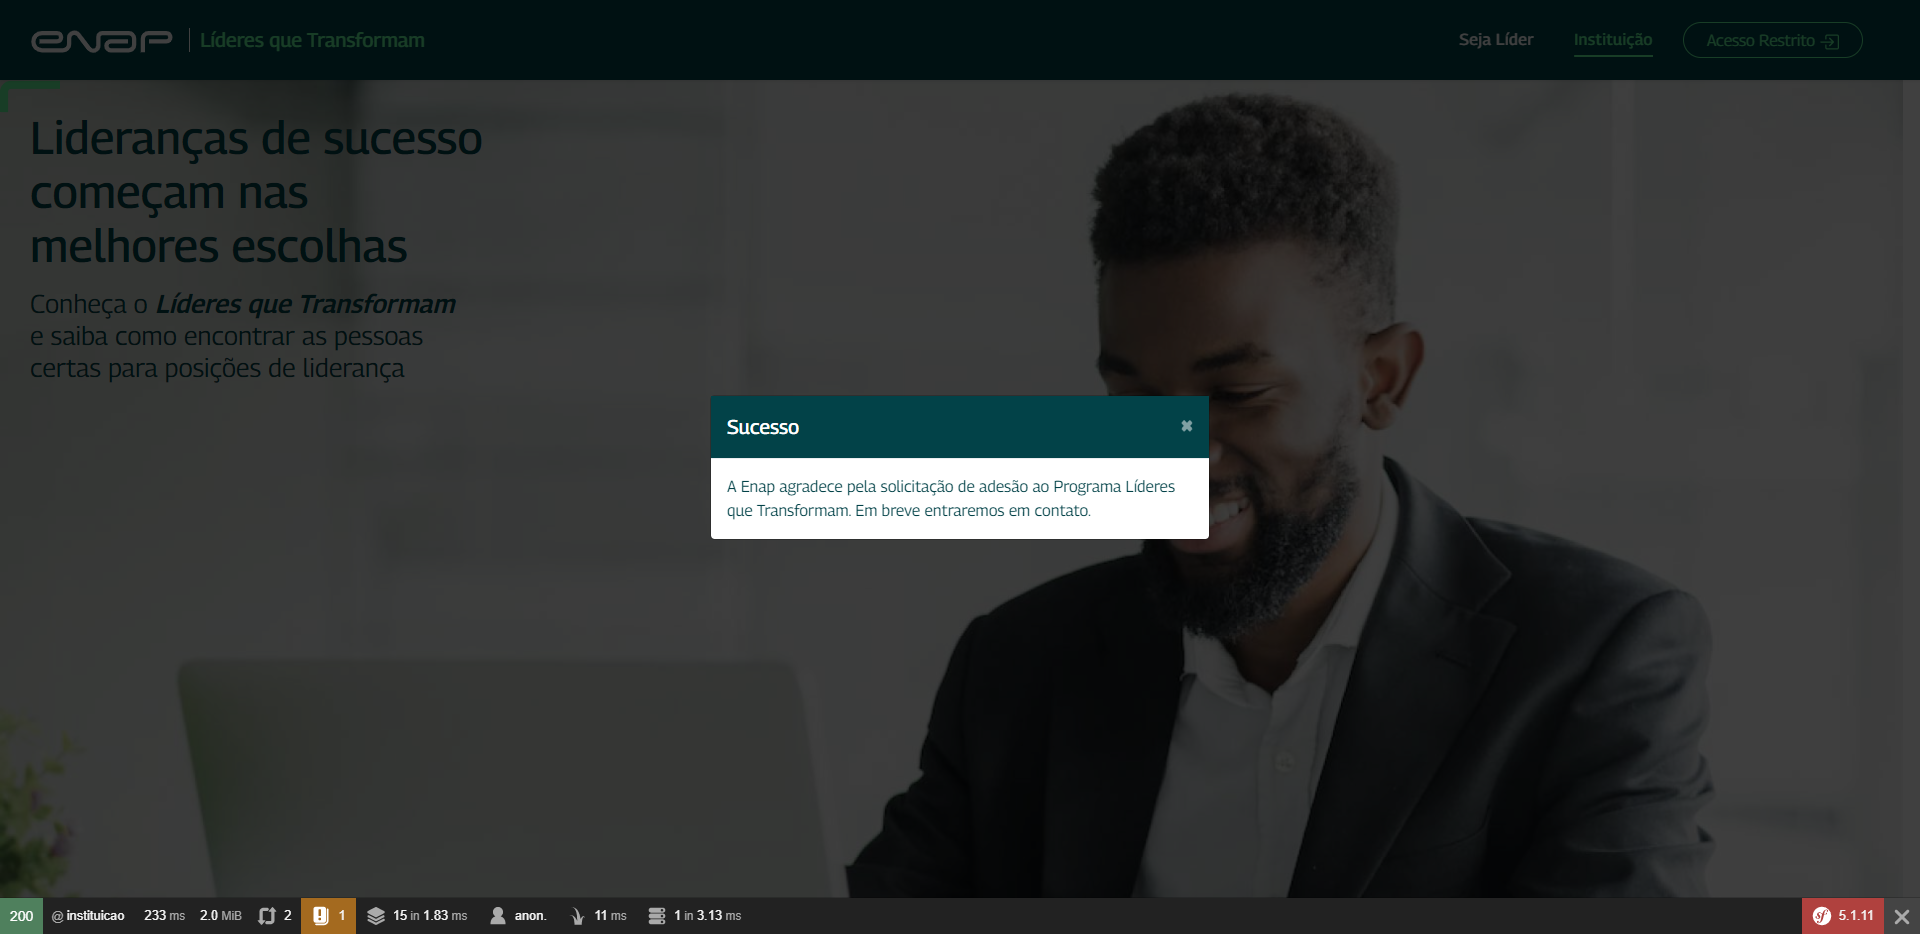 enap
Líderes que Transformam
Seja Líder
Instituição
Acesso Restrito
Lideranças de sucesso
começam nas
melhores escolhas
Conheça o Líderes que Transformam
e saiba como encontrar as pessoas
certas para posições de liderança
Sucesso
A Enap agradece pela solicitação de adesão ao Programa Líderes
que Transformam. Em breve entraremos em contato.
200 @ instituicao 233 ms 2.0 MiB 2 1 15 in 1.83 ms anon. 11 ms 1 in 3.13 ms sf 5.1.11